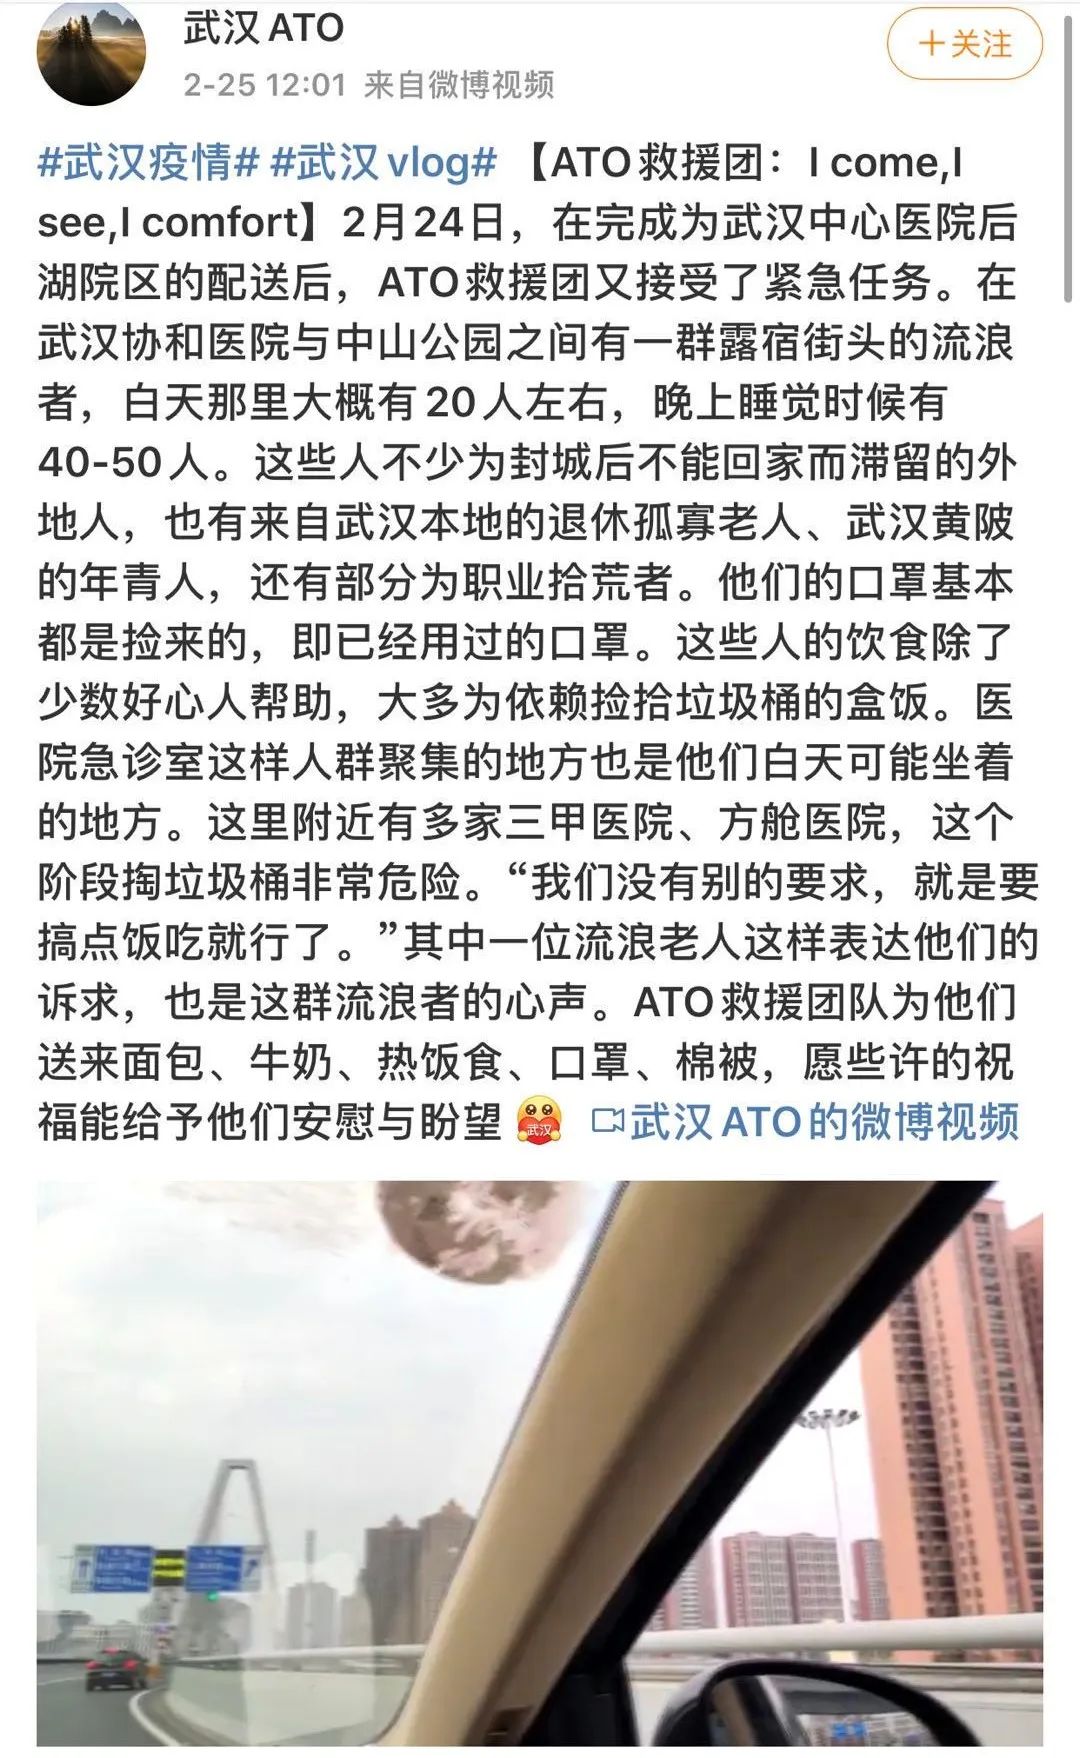 武汉ATO
2-25 12:01 来自微博视频
+关注
#武汉疫情# #武汉vlog# 【ATO救援团：I come,I
see,I comfort】2月24日，在完成为武汉中心医院后
湖院区的配送后，ATO救援团又接受了紧急任务。在
武汉协和医院与中山公园之间有一群露宿街头的流浪
者，白天那里大概有20人左右，晚上睡觉时候有
40-50人。这些人不少为封城后不能回家而滞留的外
地人，也有来自武汉本地的退休孤寡老人、武汉黄陂
的年青人，还有部分为职业拾荒者。他们的口罩基本
都是捡来的，即已经用过的口罩。这些人的饮食除了
少数好心人帮助，大多为依赖捡拾垃圾桶的盒饭。医
院急诊室这样人群聚集的地方也是他们白天可能坐着
的地方。这里附近有多家三甲医院、方舱医院，这个
阶段掏垃圾桶非常危险。“我们没有别的要求，就是要
搞点饭吃就行了。”其中一位流浪老人这样表达他们的
诉求，也是这群流浪者的心声。ATO救援团队为他们
送来面包、牛奶、热饭食、口罩、棉被，愿些许的祝
福能给予他们安慰与盼望 武汉 武汉ATO的微博视频